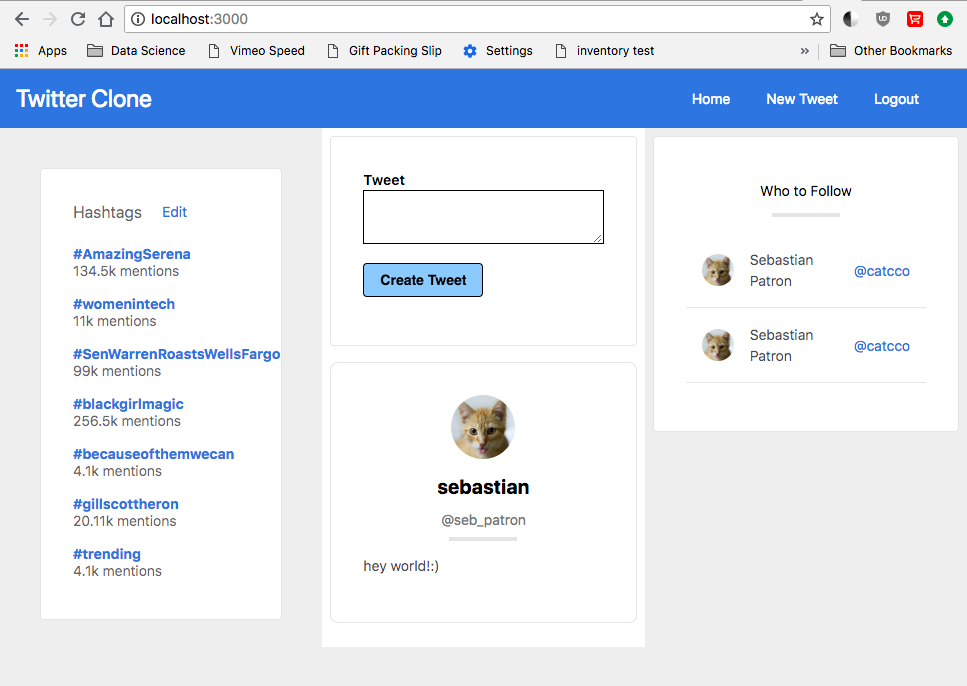 localhost:3000
Apps Data Science Vimeo Speed Gift Packing Slip Settings inventory test » Other Bookmarks
Twitter Clone Home New Tweet Logout
Hashtags Edit
#AmazingSerena
134.5k mentions
#womenintech
11k mentions
#SenWarrenRoastsWellsFargo
99k mentions
#blackgirlmagic
256.5k mentions
#becauseofthemwecan
4.1k mentions
#gillscottheron
20.11k mentions
#trending
4.1k mentions
Tweet
Create Tweet
sebastian
@seb_patron
hey world!:)
Who to Follow
Sebastian
Patron
@catcco
Sebastian
Patron
@catcco